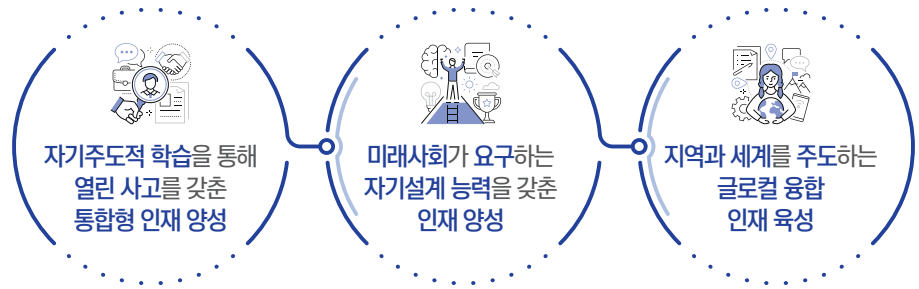 자기주도적 학습을 통해
열린 사고를 갖춘
통합형 인재 양성
미래사회가 요구하는
자기설계 능력을 갖춘
인재 양성
지역과 세계를 주도하는
글로컬 융합
인재 육성